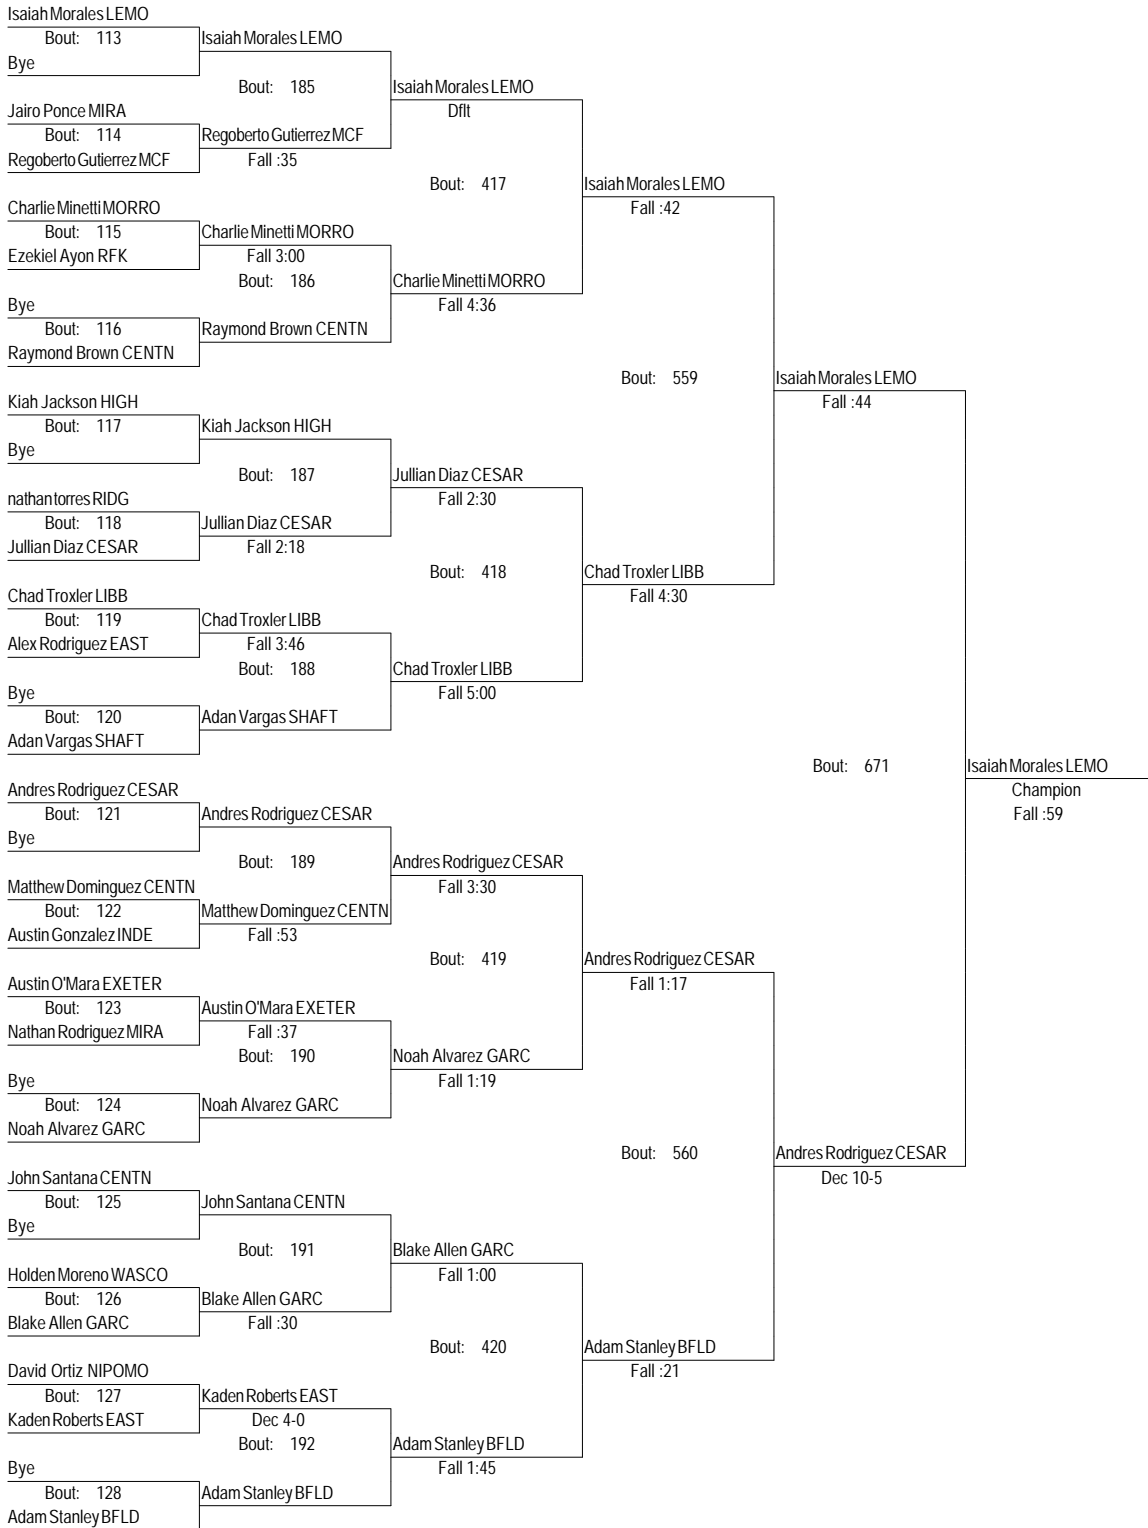 Isaiah Morales LEMO
Bout: 113 Isaiah Morales LEMO
Bye
Bout: 185 Isaiah Morales LEMO
Jairo Ponce MIRA Dflt
Bout: 114 Regoberto Gutierrez MCF
Regoberto Gutierrez MCF Fall :35
Bout: 417 Isaiah Morales LEMO
Charlie Minetti MORRO Fall :42
Bout: 115 Charlie Minetti MORRO
Ezekiel Ayon RFK Fall 3:00
Bout: 186 Charlie Minetti MORRO
Bye Fall 4:36
Bout: 116 Raymond Brown CENTN
Raymond Brown CENTN
Bout: 559 Isaiah Morales LEMO
Kiah Jackson HIGH Fall :44
Bout: 117 Kiah Jackson HIGH
Bye
Bout: 187 Jullian Diaz CESAR
nathan torres RIDG Fall 2:30
Bout: 118 Jullian Diaz CESAR
Jullian Diaz CESAR Fall 2:18
Bout: 418 Chad Troxler LIBB
Chad Troxler LIBB Fall 4:30
Bout: 119 Chad Troxler LIBB
Alex Rodriguez EAST Fall 3:46
Bout: 188 Chad Troxler LIBB
Bye Fall 5:00
Bout: 120 Adan Vargas SHAFT
Adan Vargas SHAFT
Bout: 671 Isaiah Morales LEMO
Andres Rodriguez CESAR Champion
Bout: 121 Andres Rodriguez CESAR Fall :59
Bye
Bout: 189 Andres Rodriguez CESAR
Matthew Dominguez CENTN Fall 3:30
Bout: 122 Matthew Dominguez CENTN
Austin Gonzalez INDE Fall :53
Bout: 419 Andres Rodriguez CESAR
Austin O'Mara EXETER Fall 1:17
Bout: 123 Austin O'Mara EXETER
Nathan Rodriguez MIRA Fall :37
Bout: 190 Noah Alvarez GARC
Bye Fall 1:19
Bout: 124 Noah Alvarez GARC
Noah Alvarez GARC
Bout: 560 Andres Rodriguez CESAR
John Santana CENTN Dec 10-5
Bout: 125 John Santana CENTN
Bye
Bout: 191 Blake Allen GARC
Holden Moreno WASCO Fall 1:00
Bout: 126 Blake Allen GARC
Blake Allen GARC Fall :30
Bout: 420 Adam Stanley BFLD
David Ortiz NIPOMO Fall :21
Bout: 127 Kaden Roberts EAST
Kaden Roberts EAST Dec 4-0
Bout: 192 Adam Stanley BFLD
Bye Fall 1:45
Bout: 128 Adam Stanley BFLD
Adam Stanley BFLD